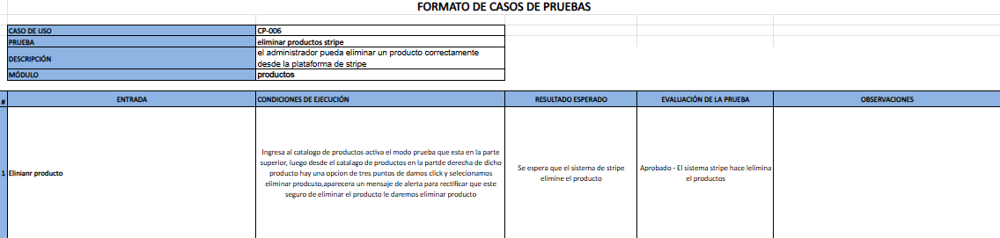 FORMATO DE CASOS DE PRUEBAS
CASO DE USO CP-006
PRUEBA eliminar productos stripe
DESCRIPCIÓN el administrador pueda eliminar un producto correctamente
desde la plataforma de stripe
MÓDULO productos
# ENTRADA CONDICIONES DE EJECUCIÓN RESULTADO ESPERADO EVALUACIÓN DE LA PRUEBA OBSERVACIONES
1 Elinianr producto
Ingresa al catalogo de productos activa el modo prueba que esta en la parte
superior, luego desde el catalago de productos en la partde derecha de dicho
producto hay una opcion de tres puntos de damos click y selecionamos
eliminar prodcuto,aparecera un mensaje de alerta para rectificar que este
seguro de eliminar el producto le daremos eliminar producto
Se espera que el sistema de stripe
elimine el producto
Aprobado - El sistema stripe hace lelimina
el productos